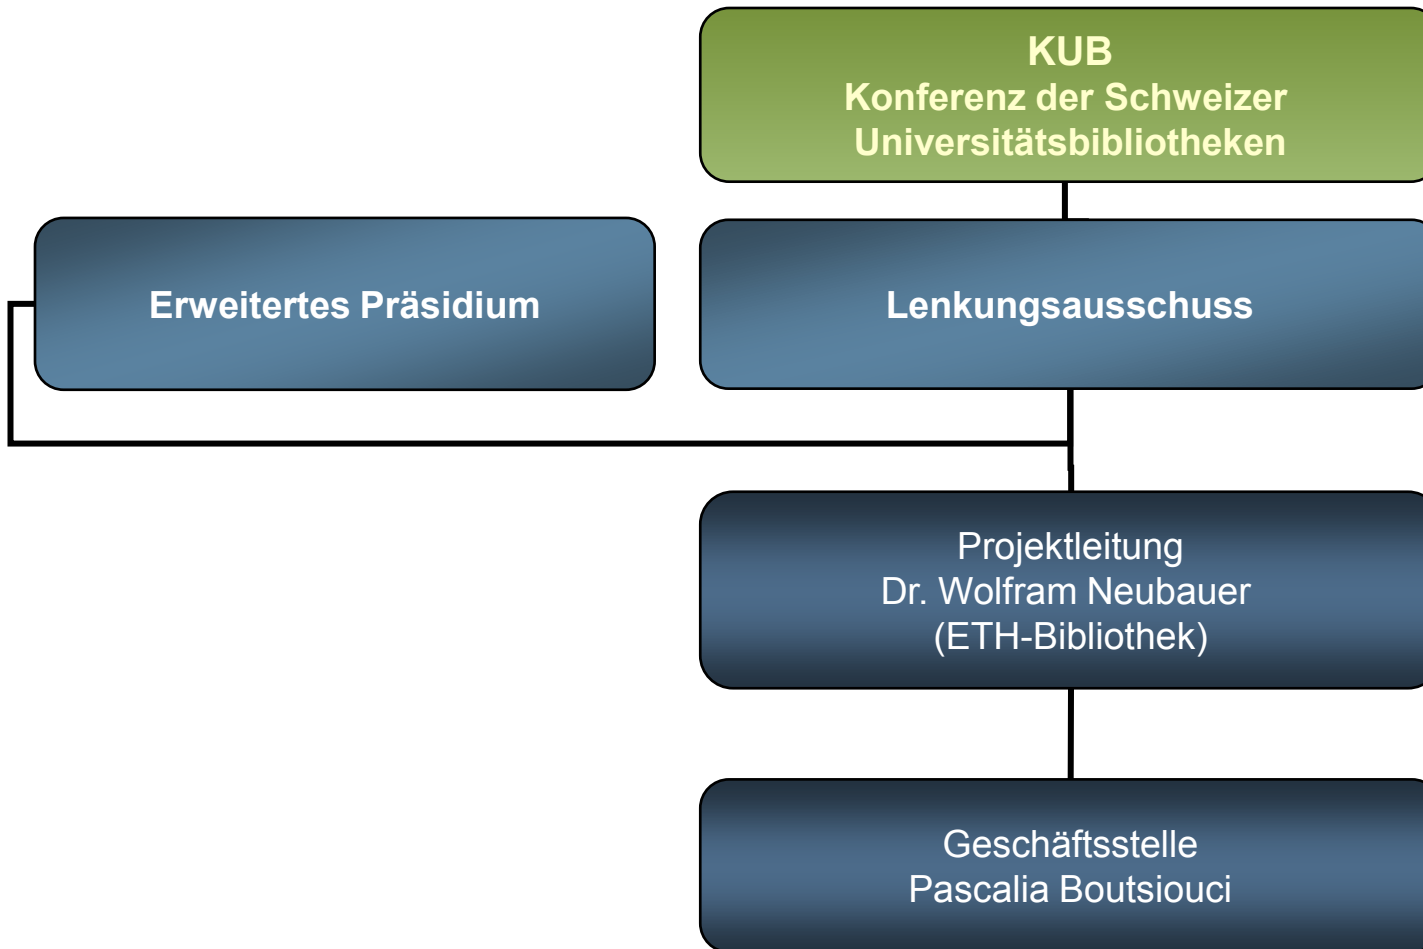 KUB
Konferenz der Schweizer
Universitätsbibliotheken
Erweitertes Präsidium
Lenkungsausschuss
Projektleitung
Dr. Wolfram Neubauer
(ETH-Bibliothek)
Geschäftsstelle
Pascalia Boutsiouci